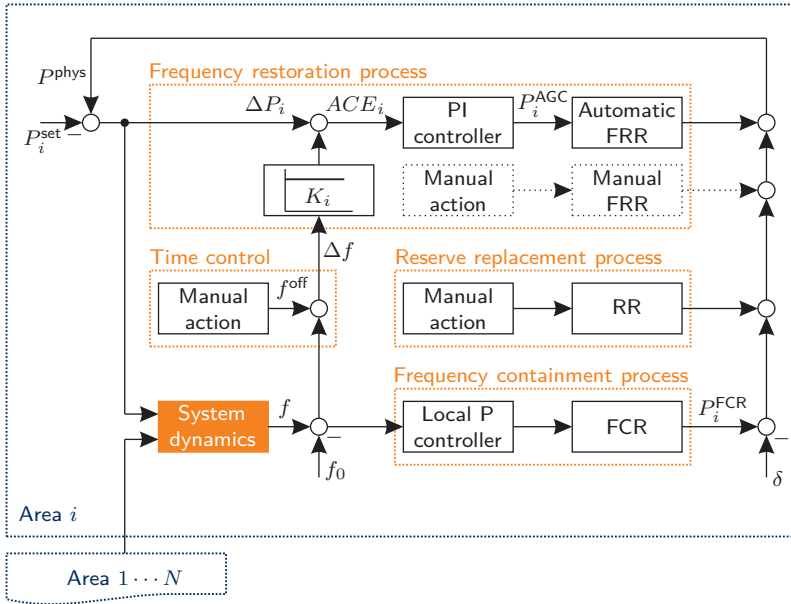 Frequency restoration process
P^phys
P_i^set
−
ΔP_i
ACE_i
PI
controller
P_i^AGC
Automatic
FRR
K_i
Manual
action
Manual
FRR
Δf
Time control
Manual
action
f^off
Reserve replacement process
Manual
action
RR
Frequency containment process
System
dynamics
f
−
f_0
Local P
controller
FCR
P_i^FCR
−
δ
Area i
Area 1 ⋯ N